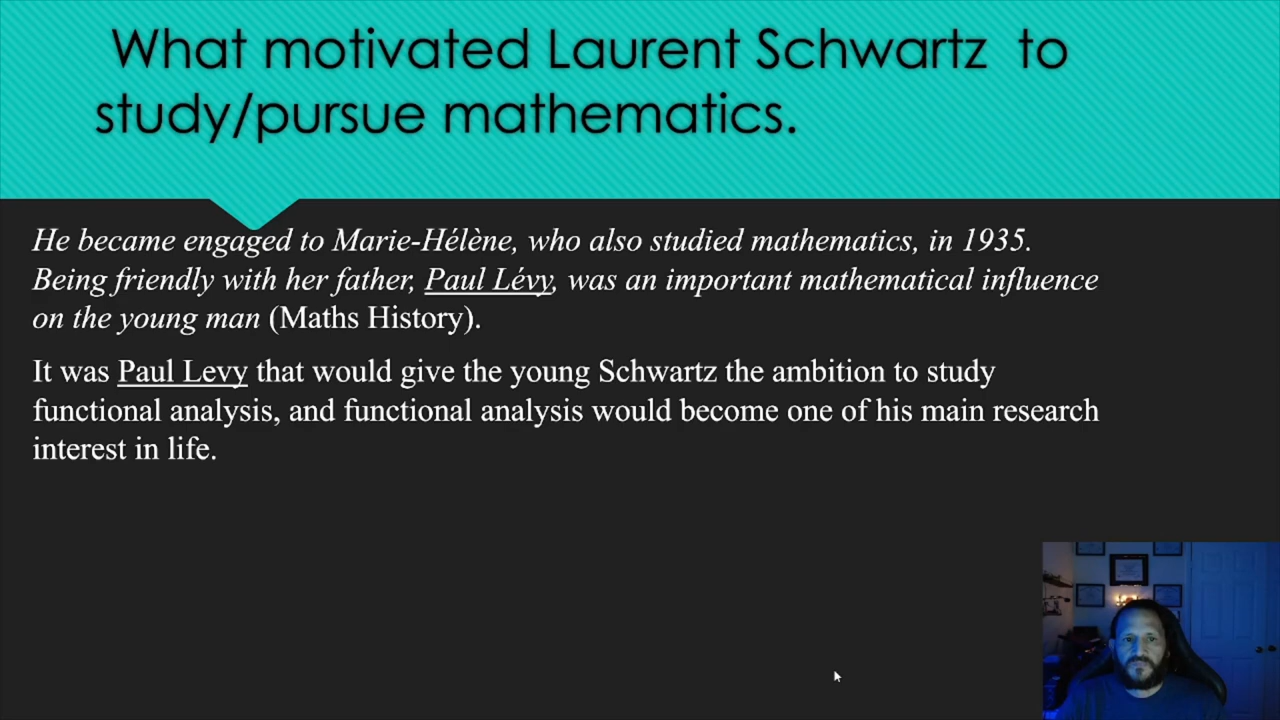 What motivated Laurent Schwartz to
study/pursue mathematics.
He became engaged to Marie-Hélène, who also studied mathematics, in 1935.
Being friendly with her father, Paul Lévy, was an important mathematical influence
on the young man (Maths History).
It was Paul Levy that would give the young Schwartz the ambition to study
functional analysis, and functional analysis would become one of his main research
interest in life.